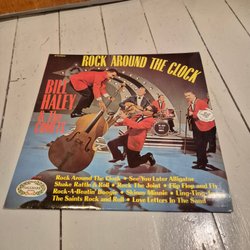 ROCK AROUND THE CLOCK
BILL
HALEY
& THE
COMETS
Rock Around The Clock • See You Later Alligator
Shake Rattle & Roll • Rock The Joint • Flip Flop and Fly
Rock-A-Beatin' Boogie • Skinny Minnie • Ling-Ting-
The Saints Rock and Roll • Love Letters In The Sand